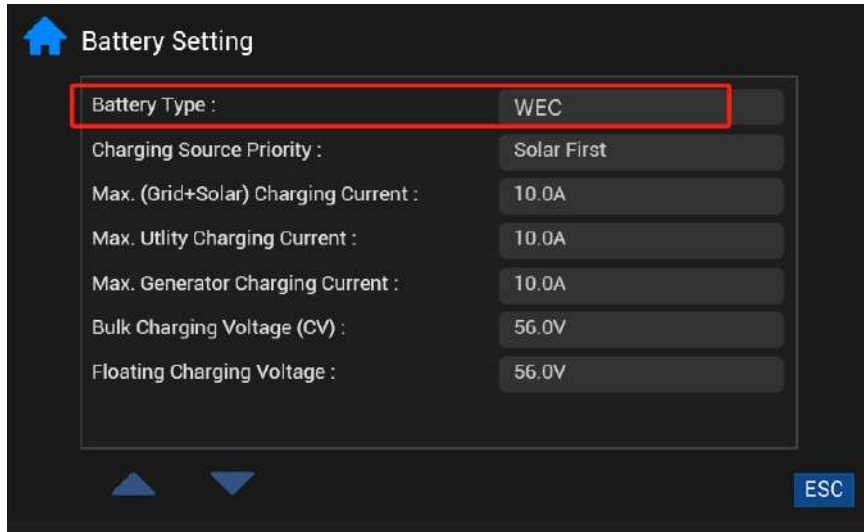 Battery Setting
Battery Type : WEC
Charging Source Priority : Solar First
Max. (Grid+Solar) Charging Current : 10.0A
Max. Utlity Charging Current : 10.0A
Max. Generator Charging Current : 10.0A
Bulk Charging Voltage (CV) : 56.0V
Floating Charging Voltage : 56.0V
ESC